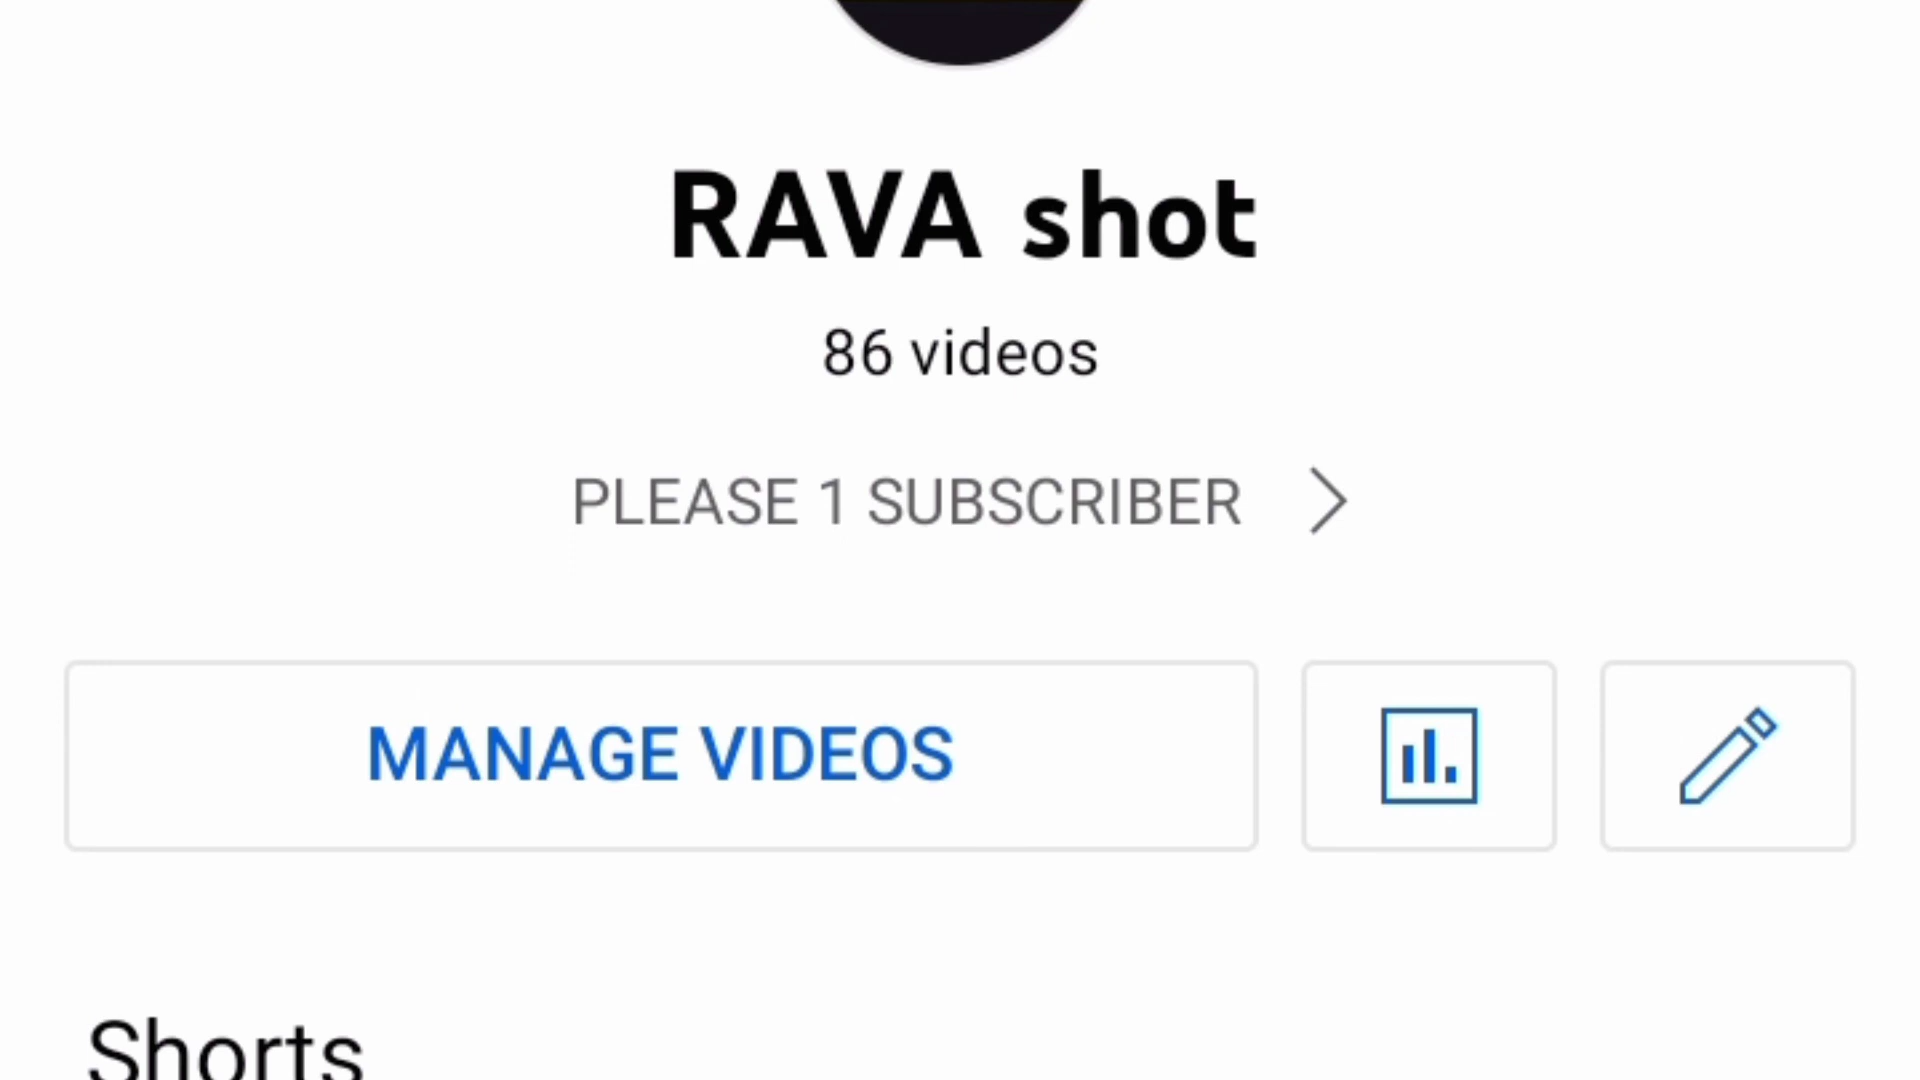 RAVA shot
86 videos
PLEASE 1 SUBSCRIBER
MANAGE VIDEOS
Shorts